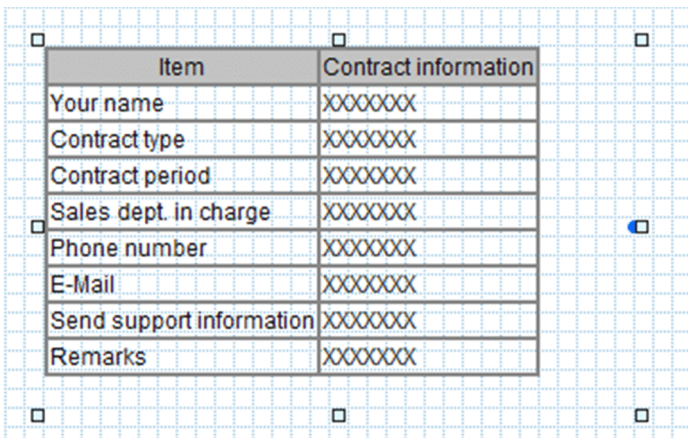 Item Contract information
Your name XXXXXXX
Contract type XXXXXXX
Contract period XXXXXXX
Sales dept. in charge XXXXXXX
Phone number XXXXXXX
E-Mail XXXXXXX
Send support information XXXXXXX
Remarks XXXXXXX